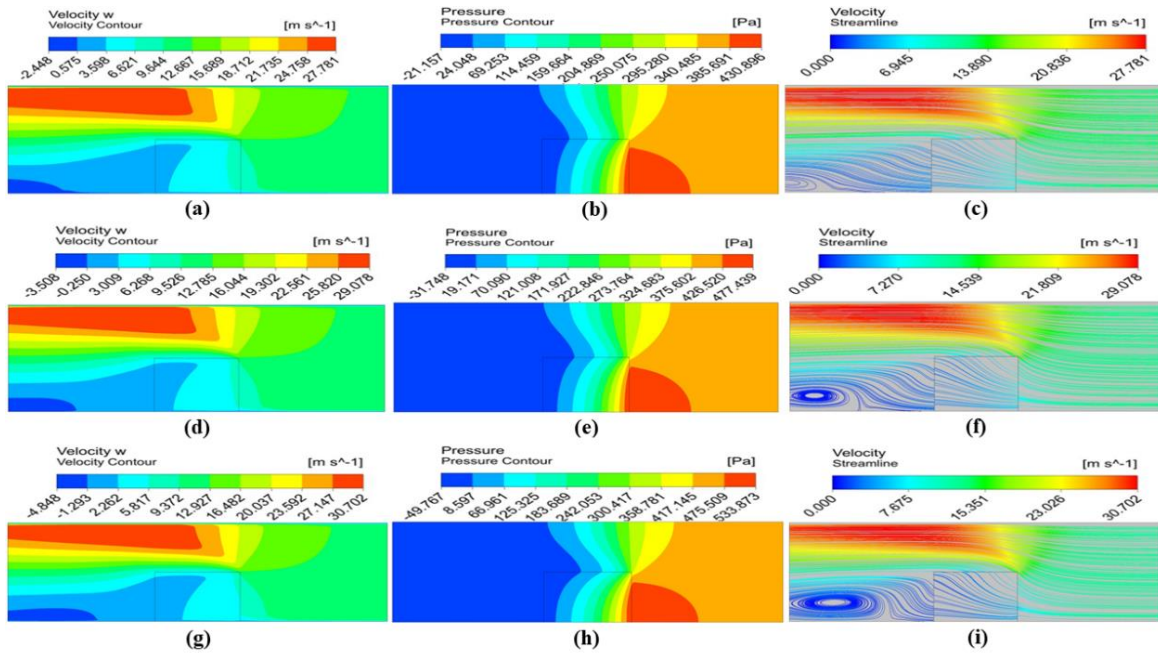 Velocity w
Velocity Contour
[m s^-1]
-2.448 0.575 3.598 6.621 9.644 12.667 15.689 18.712 21.735 24.758 27.781
Pressure
Pressure Contour
[Pa]
-21.157 24.048 69.253 114.459 159.664 204.869 250.075 295.280 340.485 385.691 430.896
Velocity
Streamline
[m s^-1]
0.000 6.945 13.890 20.836 27.781
(a)
(b)
(c)
Velocity w
Velocity Contour
[m s^-1]
-3.508 -0.250 3.009 6.268 9.526 12.785 16.044 19.302 22.561 25.820 29.078
Pressure
Pressure Contour
[Pa]
-31.748 19.171 70.090 121.008 171.927 222.846 273.764 324.683 375.602 426.520 477.439
Velocity
Streamline
[m s^-1]
0.000 7.270 14.539 21.809 29.078
(d)
(e)
(f)
Velocity w
Velocity Contour
[m s^-1]
-4.848 -1.293 2.262 5.817 9.372 12.927 16.482 20.037 23.592 27.147 30.702
Pressure
Pressure Contour
[Pa]
-49.767 8.597 66.961 125.325 183.689 242.053 300.417 358.781 417.145 475.509 533.873
Velocity
Streamline
[m s^-1]
0.000 7.675 15.351 23.026 30.702
(g)
(h)
(i)